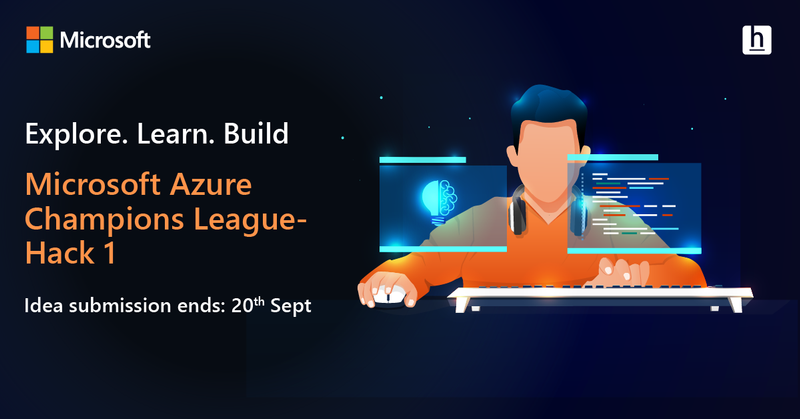 Microsoft
h
Explore. Learn. Build
Microsoft Azure
Champions League-
Hack 1
Idea submission ends: 20th Sept